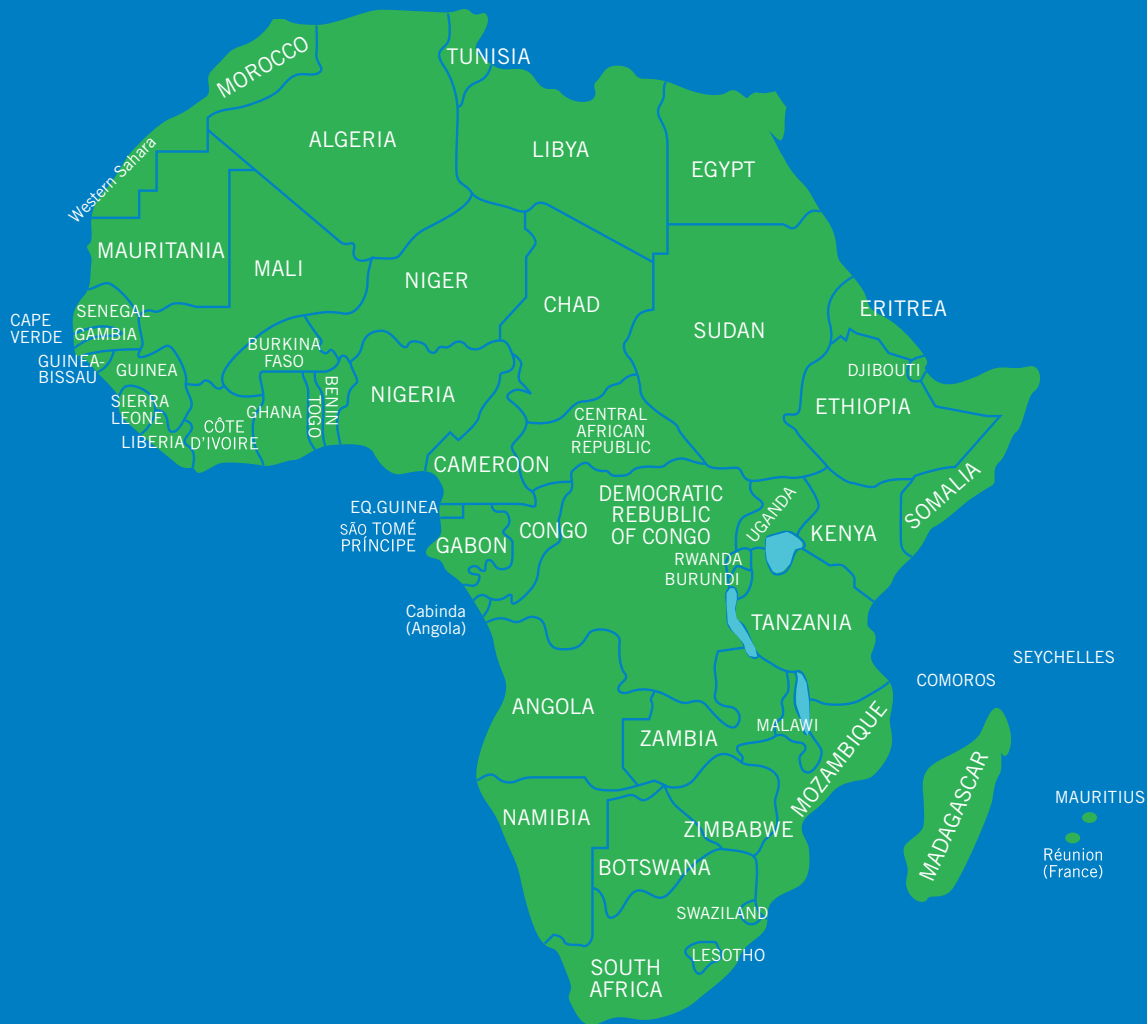 MOROCCO
TUNISIA
ALGERIA
LIBYA
EGYPT
Western Sahara
MAURITANIA
MALI
NIGER
CHAD
SUDAN
ERITREA
CAPE
VERDE
SENEGAL
GAMBIA
GUINEA-
BISSAU
GUINEA
SIERRA
LEONE
LIBERIA
CÔTE
D'IVOIRE
BURKINA
FASO
GHANA
TOGO
BENIN
NIGERIA
CAMEROON
CENTRAL
AFRICAN
REPUBLIC
DJIBOUTI
ETHIOPIA
SOMALIA
EQ.GUINEA
SÃO TOMÉ
PRÍNCIPE
GABON
CONGO
DEMOCRATIC
REBUBLIC
OF CONGO
UGANDA
KENYA
RWANDA
BURUNDI
TANZANIA
Cabinda
(Angola)
SEYCHELLES
COMOROS
ANGOLA
ZAMBIA
MALAWI
MOZAMBIQUE
MADAGASCAR
MAURITIUS
Réunion
(France)
NAMIBIA
ZIMBABWE
BOTSWANA
SWAZILAND
LESOTHO
SOUTH
AFRICA